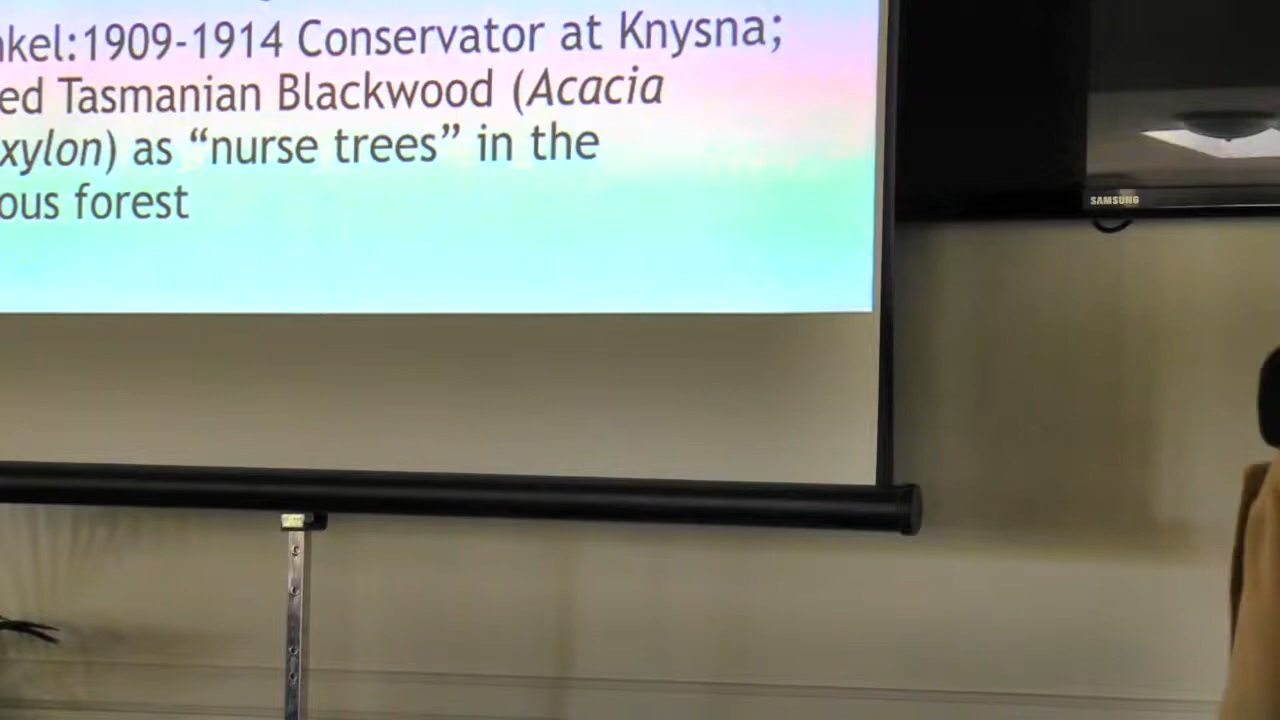 nkel:1909-1914 Conservator at Knysna;
ed Tasmanian Blackwood (Acacia
xylon) as “nurse trees” in the
ous forest
SAMSUNG